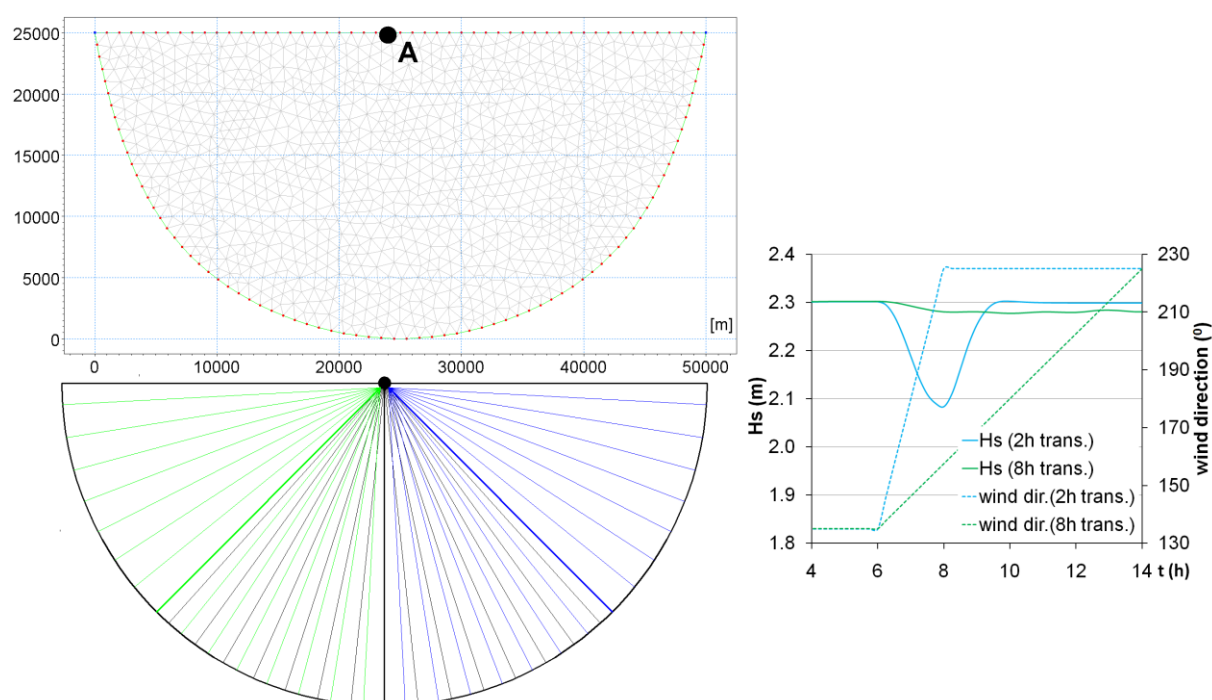 25000
A
20000
15000
10000
5000
0
[m]
0 10000 20000 30000 40000 50000
2.4
2.3
2.2
2.1
2.0
1.9
1.8
Hs (m)
230
210
190
170
150
130
wind direction (⁰)
Hs (2h trans.)
Hs (8h trans.)
wind dir.(2h trans.)
wind dir.(8h trans.)
4 6 8 10 12 14 t (h)